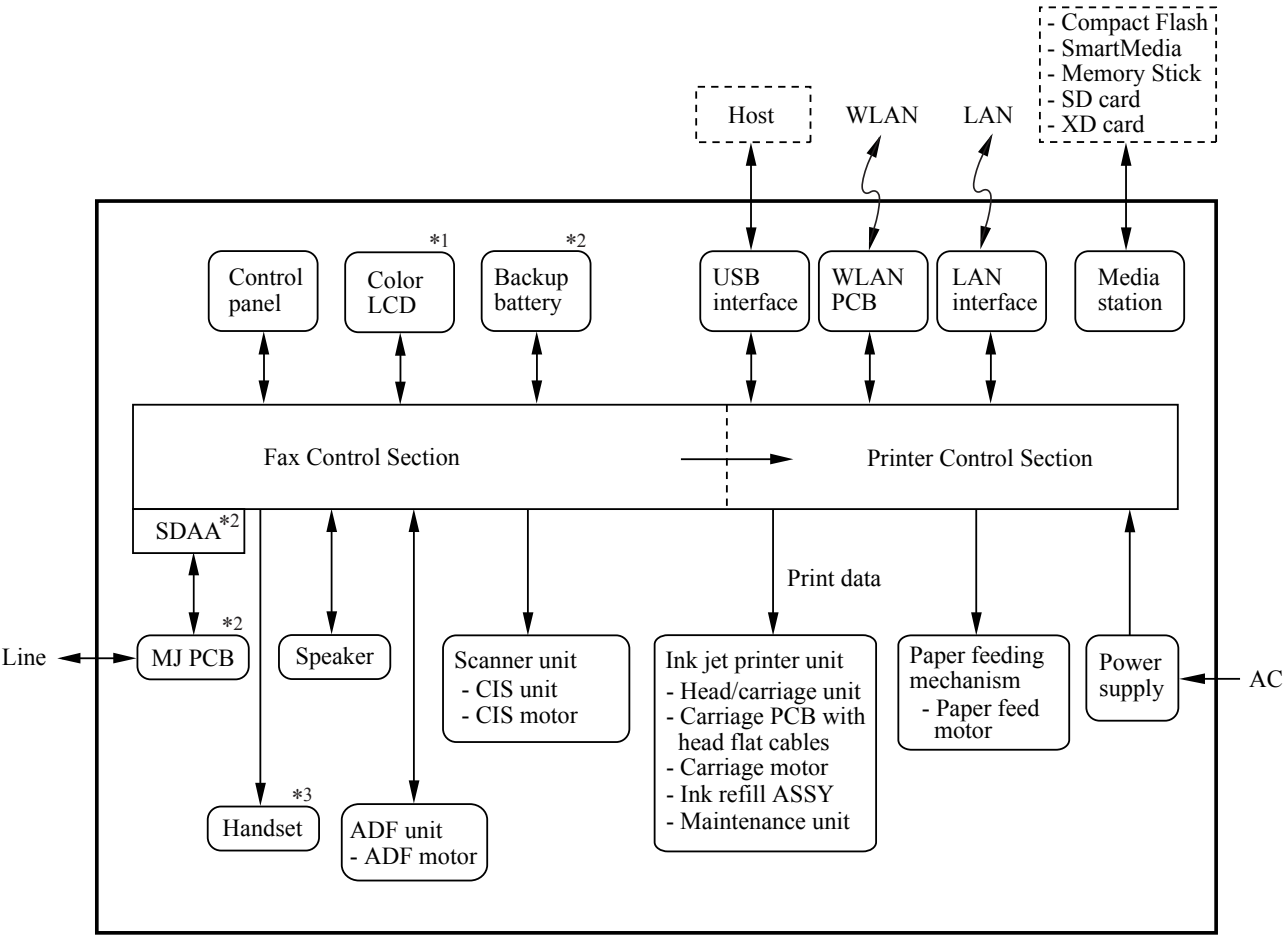 - Compact Flash
- SmartMedia
- Memory Stick
- SD card
- XD card
Host
WLAN
LAN
*1
*2
Control
panel
Color
LCD
Backup
battery
USB
interface
WLAN
PCB
LAN
interface
Media
station
Fax Control Section
Printer Control Section
SDAA*2
Print data
Line
*2
MJ PCB
Speaker
Scanner unit
- CIS unit
- CIS motor
Ink jet printer unit
- Head/carriage unit
- Carriage PCB with
head flat cables
- Carriage motor
- Ink refill ASSY
- Maintenance unit
Paper feeding
mechanism
- Paper feed
motor
Power
supply
AC
*3
Handset
ADF unit
- ADF motor